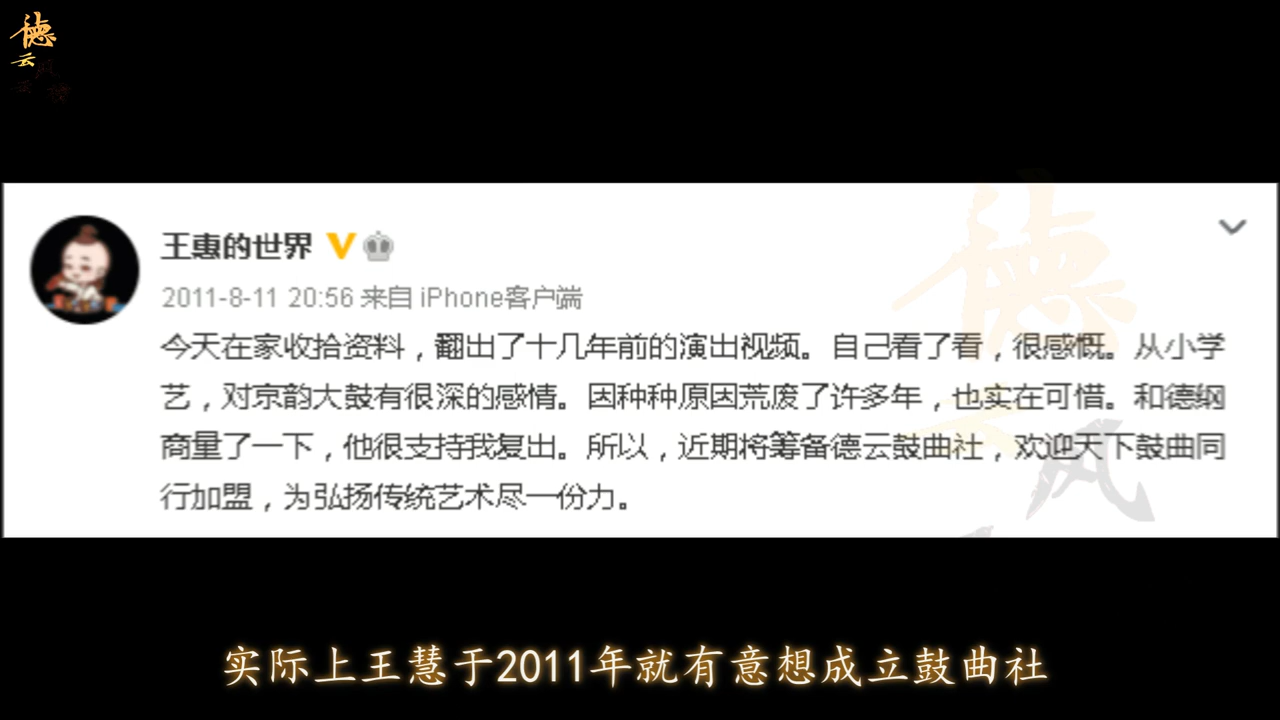 德
云
王惠的世界
2011-8-11 20:56 来自 iPhone客户端
今天在家收拾资料，翻出了十几年前的演出视频。自己看了看，很感慨。从小学
艺，对京韵大鼓有很深的感情。因种种原因荒废了许多年，也实在可惜。和德纲
商量了一下，他很支持我复出。所以，近期将筹备德云鼓曲社，欢迎天下鼓曲同
行加盟，为弘扬传统艺术尽一份力。
德
云
风
实际上王慧于2011年就有意想成立鼓曲社